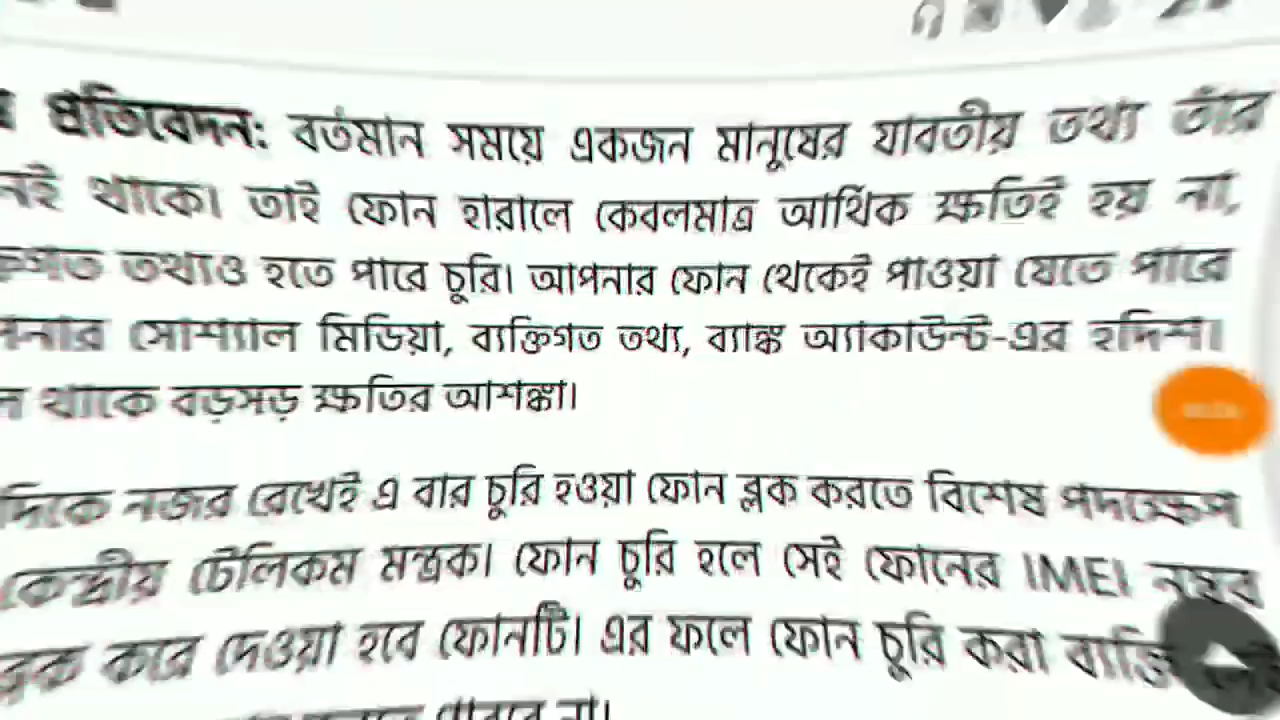 প্রতিবেদন: বর্তমান সময়ে একজন মানুষের যাবতীয় তথ্য তাঁর
থাকে। তাই ফোন হারালে কেবলমাত্র আর্থিক ক্ষতিই হয় না,
তথ্যও হতে পারে চুরি। আপনার ফোন থেকেই পাওয়া যেতে পারে
সোশ্যাল মিডিয়া, ব্যক্তিগত তথ্য, ব্যাঙ্ক অ্যাকাউন্ট-এর হদিশ।
থাকে বড়সড় ক্ষতির আশঙ্কা।
দিকে নজর রেখেই এ বার চুরি হওয়া ফোন ব্লক করতে বিশেষ পদক্ষেপ
কেন্দ্রীয় টেলিকম মন্ত্রক। ফোন চুরি হলে সেই ফোনের IMEI নম্বর
করে দেওয়া হবে ফোনটি। এর ফলে ফোন চুরি করা
না।